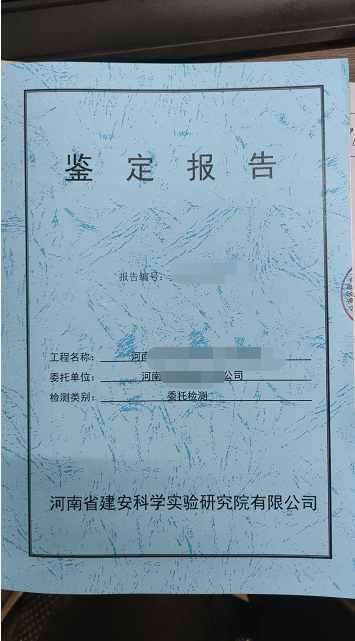 鉴定报告
报告编号：
工程名称： 河
委托单位： 河南 公司
检测类别： 委托检测
河南省建安科学实验研究院有限公司